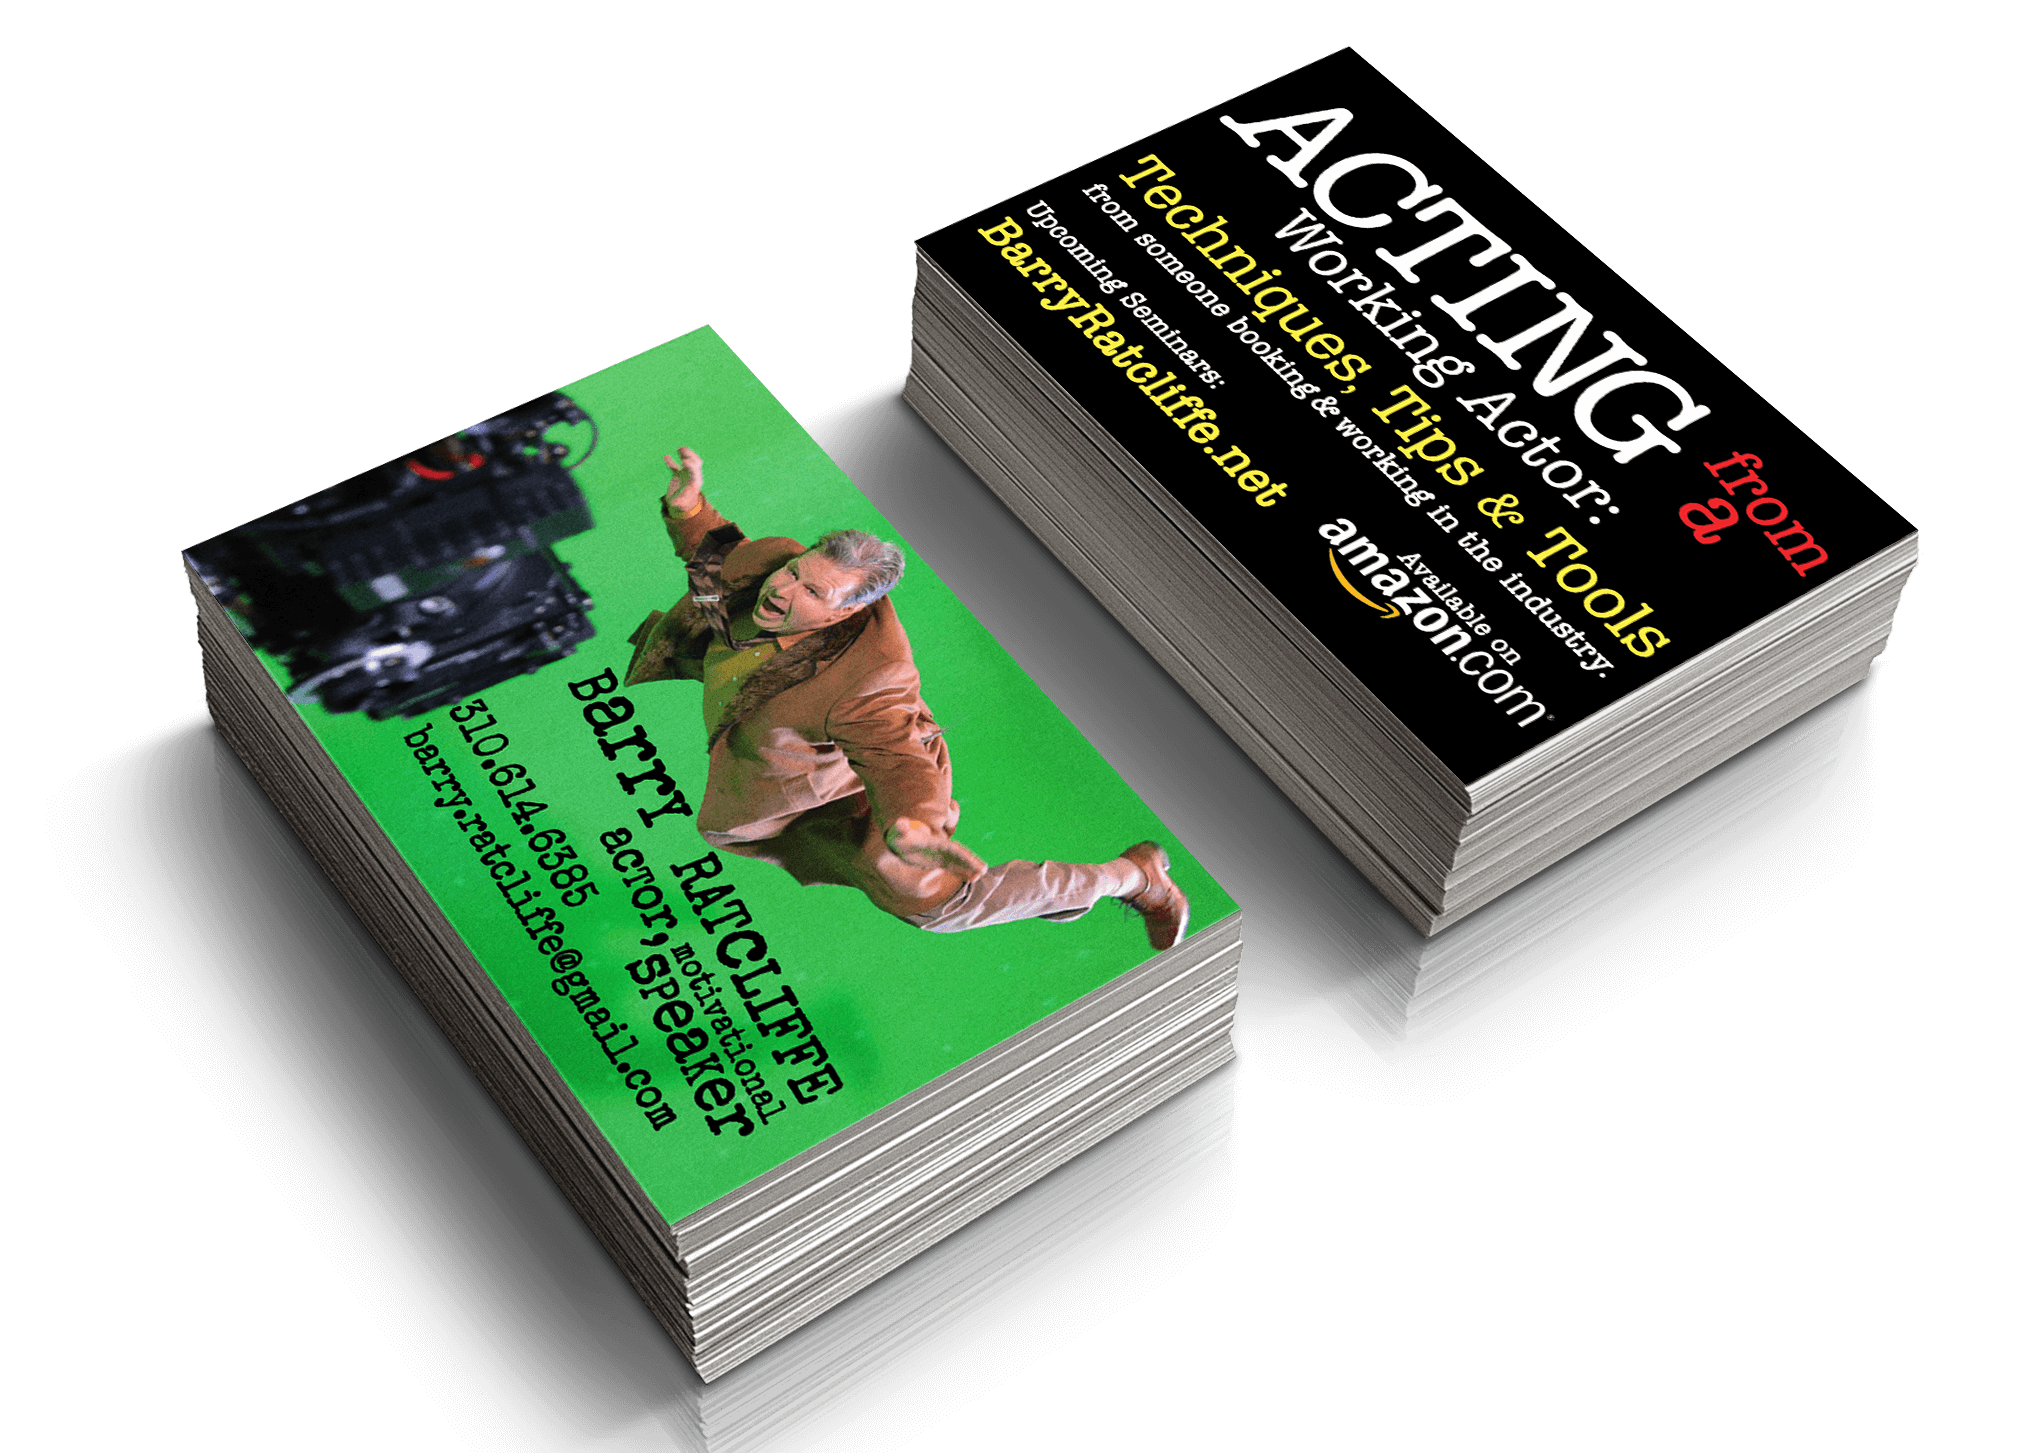 Barry RATCLIFFE
actor, motivational speaker
310.614.6385
barry.ratcliffe@gmail.com
ACTING from a
Working Actor:
Techniques, Tips & Tools
from someone booking & working in the industry.
Upcoming Seminars:
BarryRatcliffe.net
Available on
amazon.com®